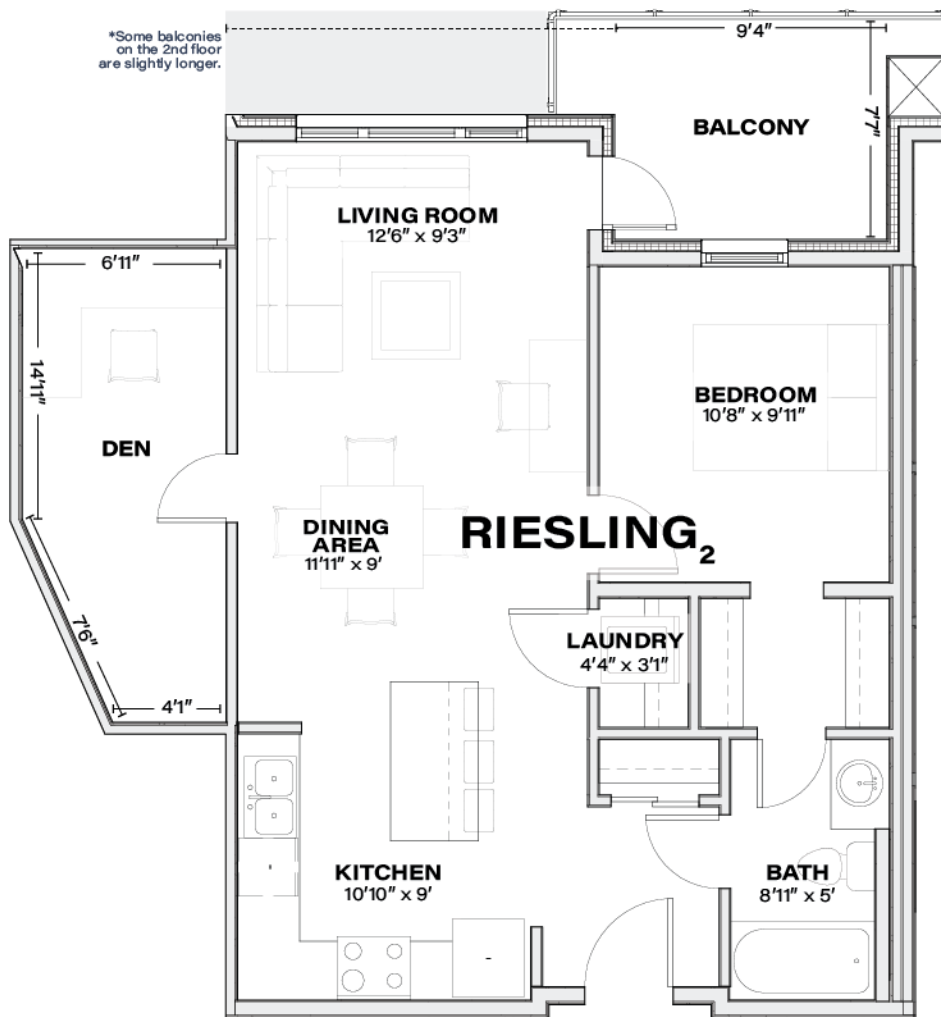 *Some balconies
on the 2nd floor
are slightly longer.
9'4"
7'7"
BALCONY
LIVING ROOM
12'6" x 9'3"
6'11"
14'11"
DEN
BEDROOM
10'8" x 9'11"
DINING
AREA
11'11" x 9'
RIESLING2
7'6"
4'1"
LAUNDRY
4'4" x 3'1"
KITCHEN
10'10" x 9'
BATH
8'11" x 5'